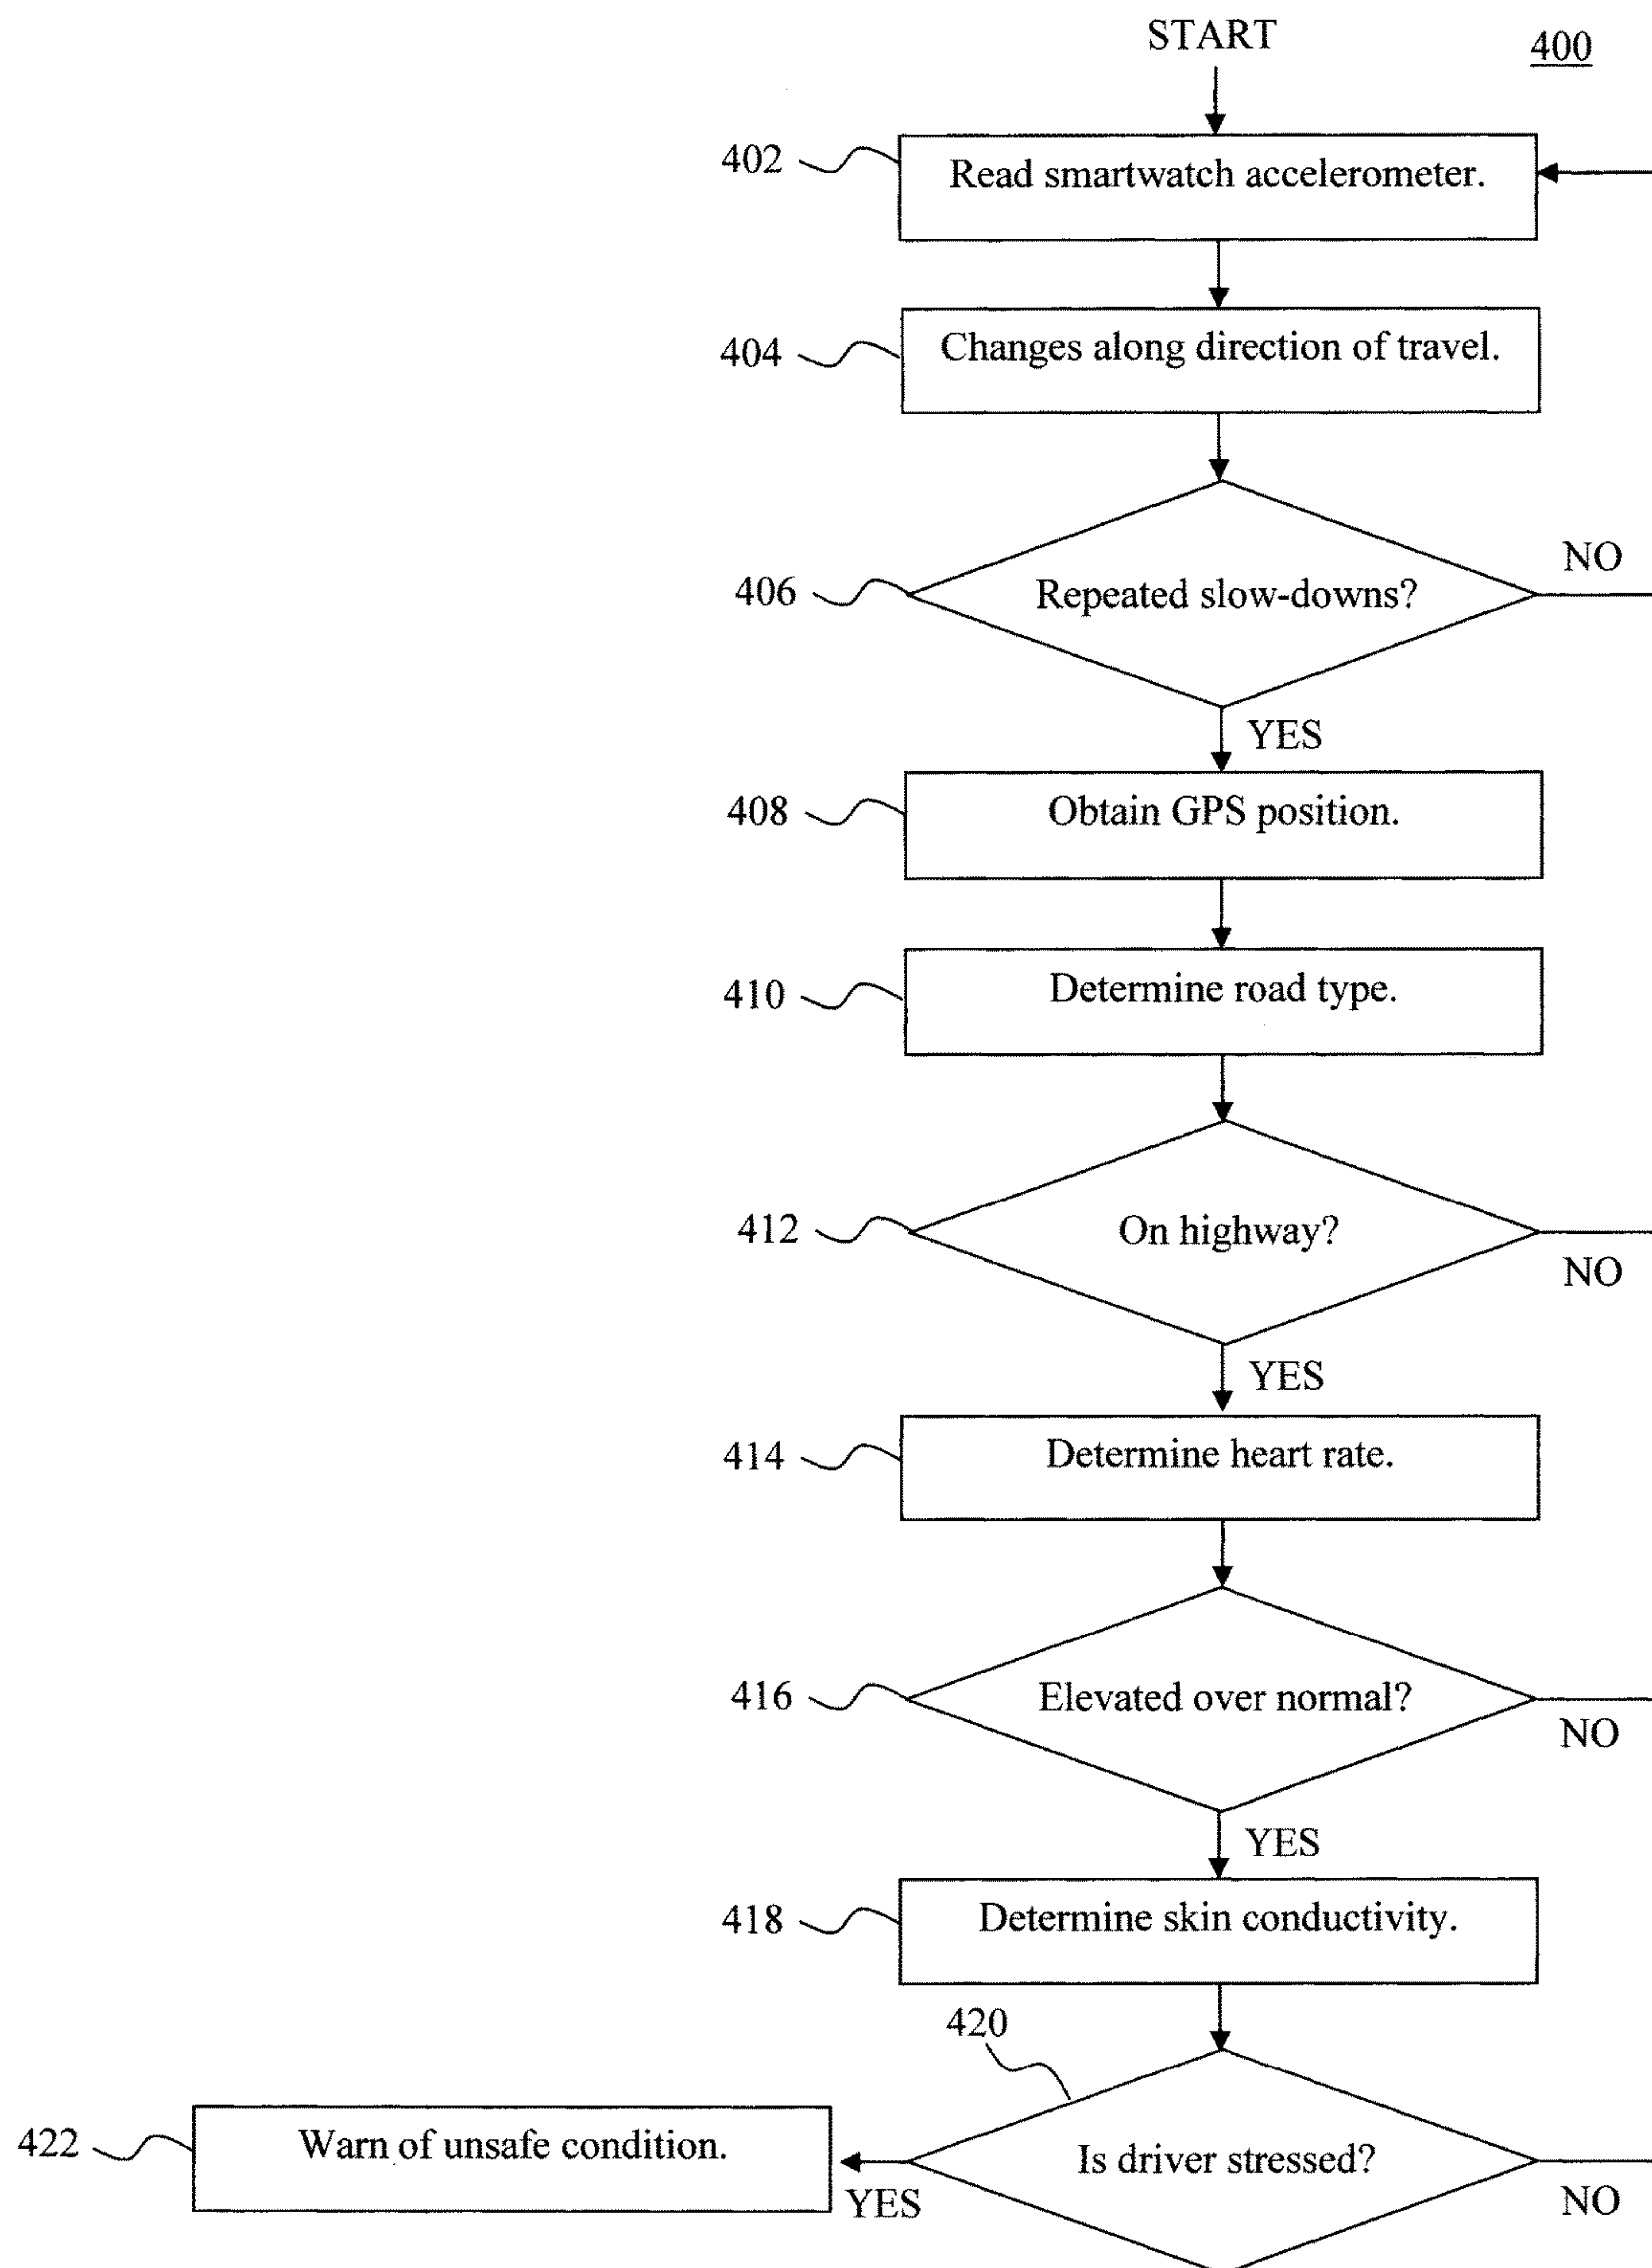 START
400
402
Read smartwatch accelerometer.
404
Changes along direction of travel.
406
Repeated slow-downs?
NO
YES
408
Obtain GPS position.
410
Determine road type.
412
On highway?
NO
YES
414
Determine heart rate.
416
Elevated over normal?
NO
YES
418
Determine skin conductivity.
420
422
Warn of unsafe condition.
YES
Is driver stressed?
NO